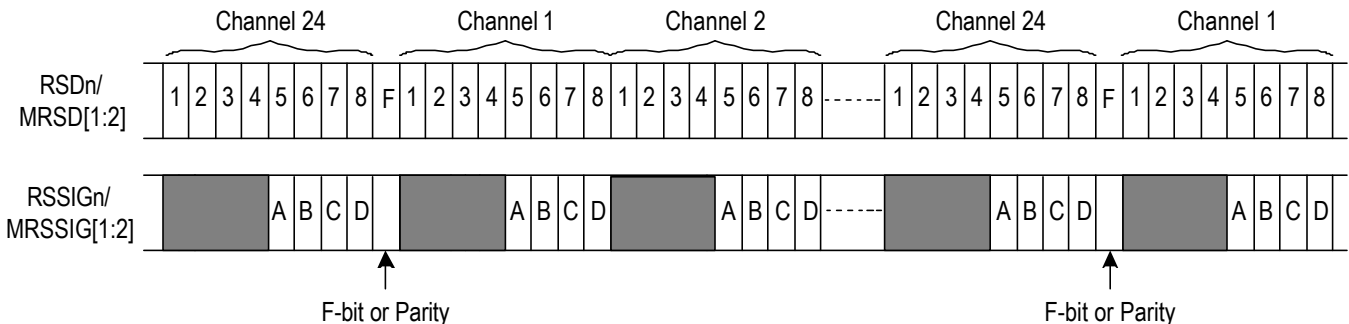 Channel 24 Channel 1 Channel 2 Channel 24 Channel 1
RSDn/
MRSD[1:2]
1 2 3 4 5 6 7 8 F 1 2 3 4 5 6 7 8 1 2 3 4 5 6 7 8 1 2 3 4 5 6 7 8 F 1 2 3 4 5 6 7 8
RSSIGn/
MRSSIG[1:2]
A B C D A B C D A B C D A B C D A B C D
F-bit or Parity F-bit or Parity